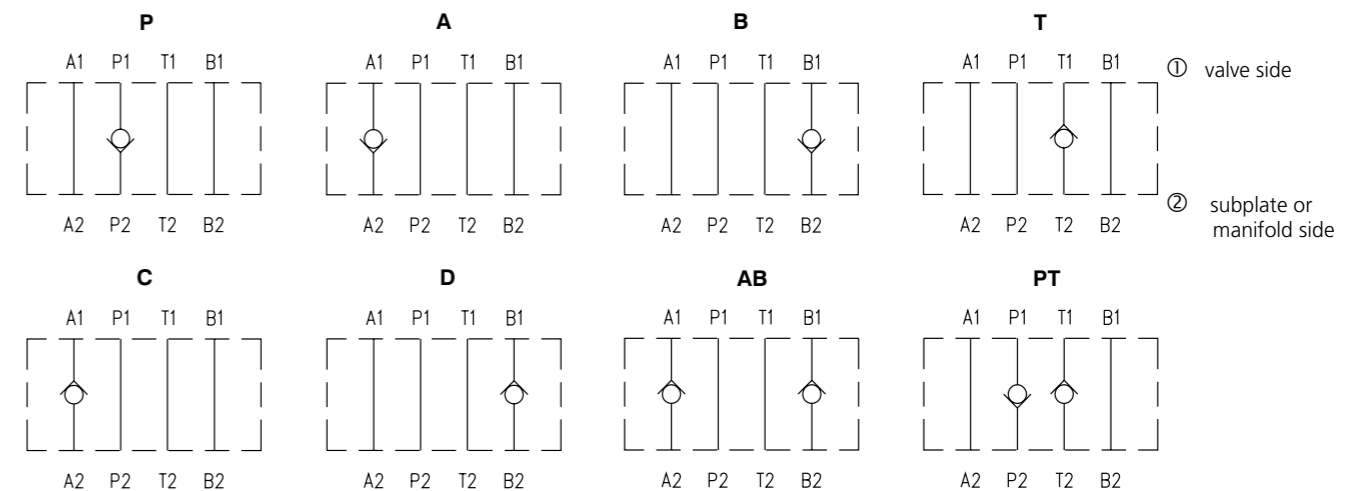 P A B T
A1 P1 T1 B1 A1 P1 T1 B1 A1 P1 T1 B1 A1 P1 T1 B1
① valve side
A2 P2 T2 B2 A2 P2 T2 B2 A2 P2 T2 B2 A2 P2 T2 B2
② subplate or
manifold side
C D AB PT
A1 P1 T1 B1 A1 P1 T1 B1 A1 P1 T1 B1 A1 P1 T1 B1
A2 P2 T2 B2 A2 P2 T2 B2 A2 P2 T2 B2 A2 P2 T2 B2